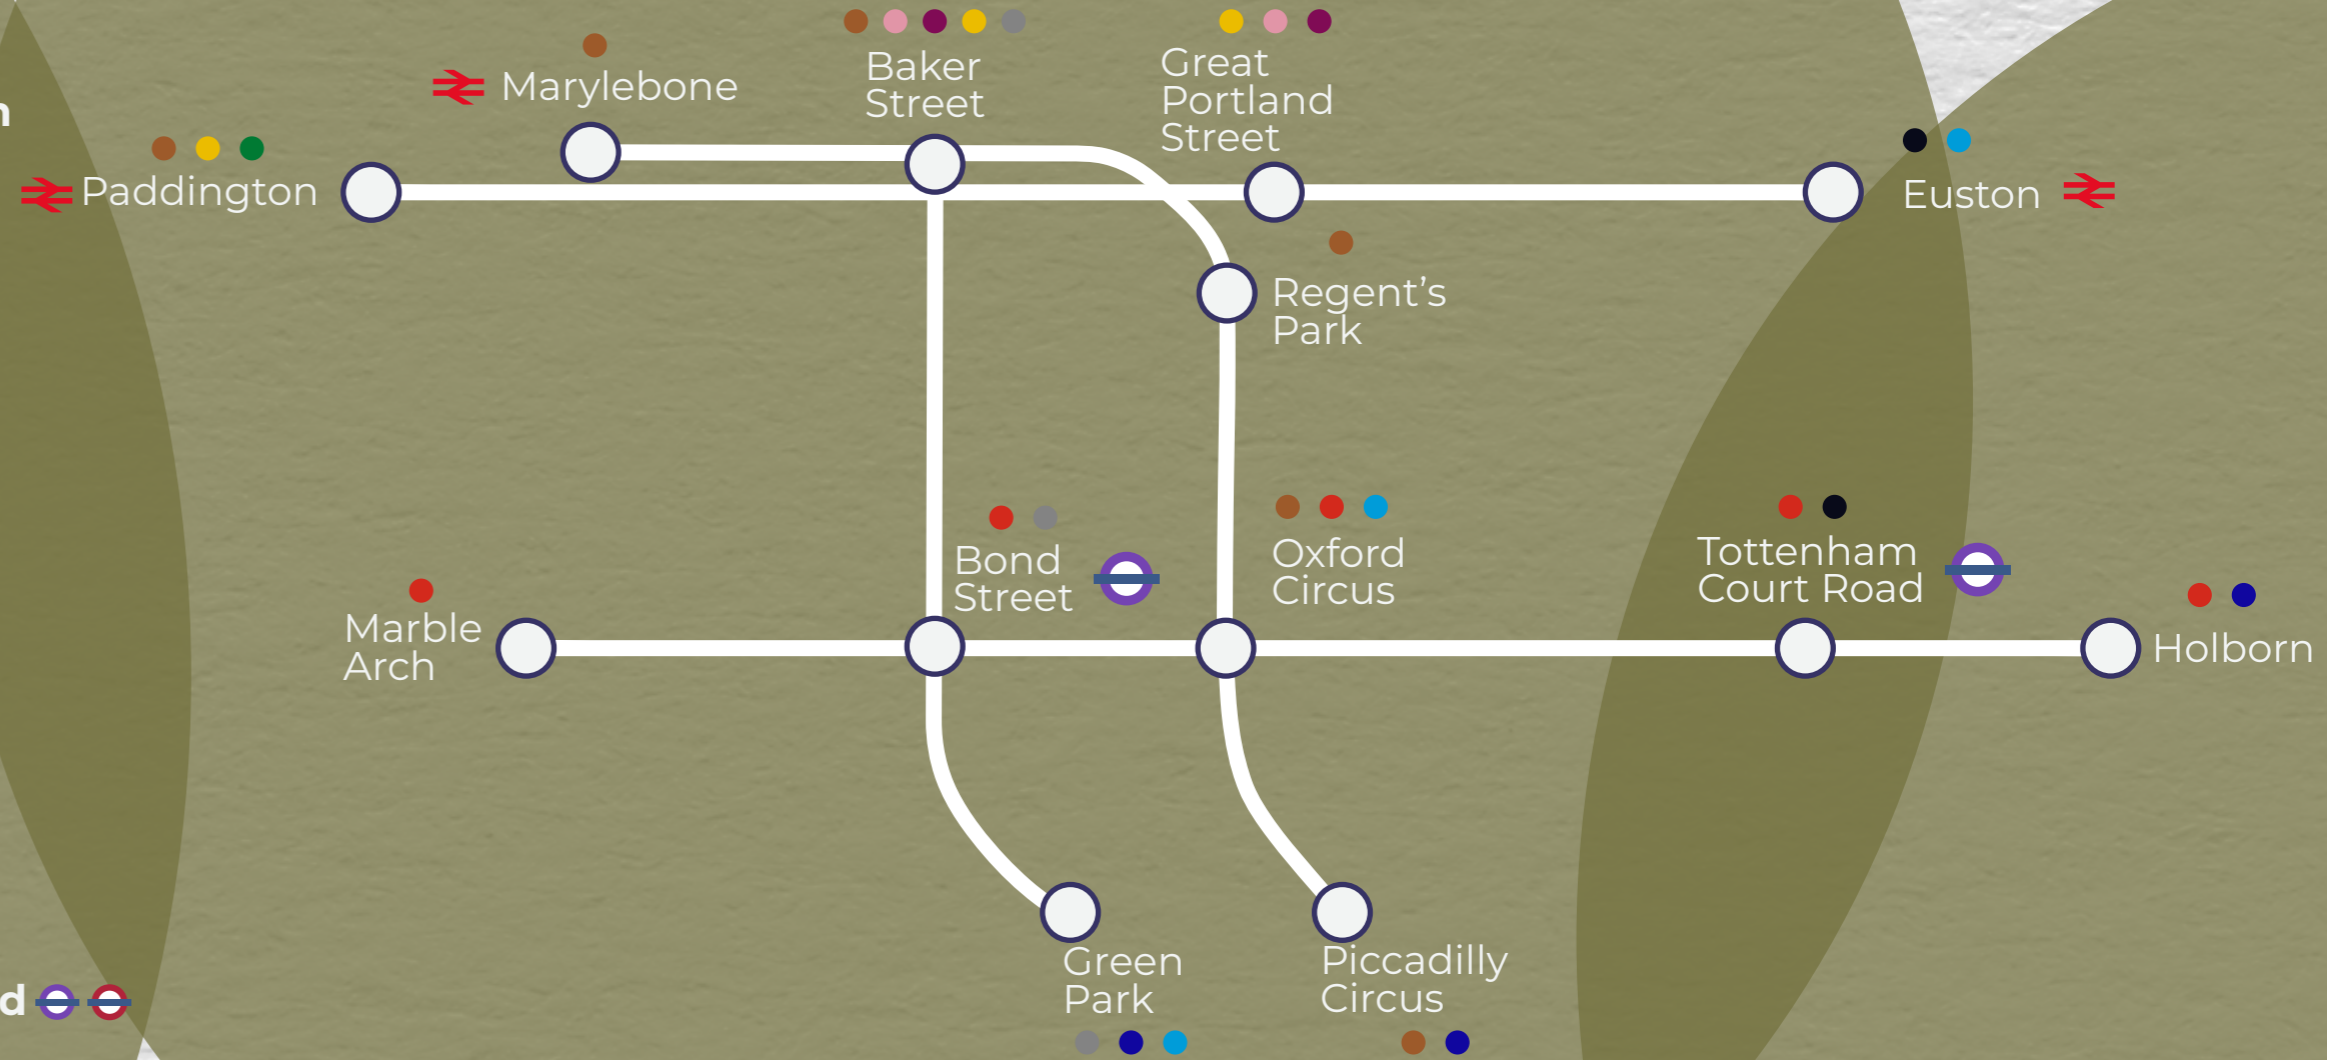 Marylebone
Baker
Street
Great
Portland
Street
n
Paddington
Euston
Regent's
Park
Bond
Street
Oxford
Circus
Tottenham
Court Road
Marble
Arch
Holborn
Green
Park
Piccadilly
Circus
d